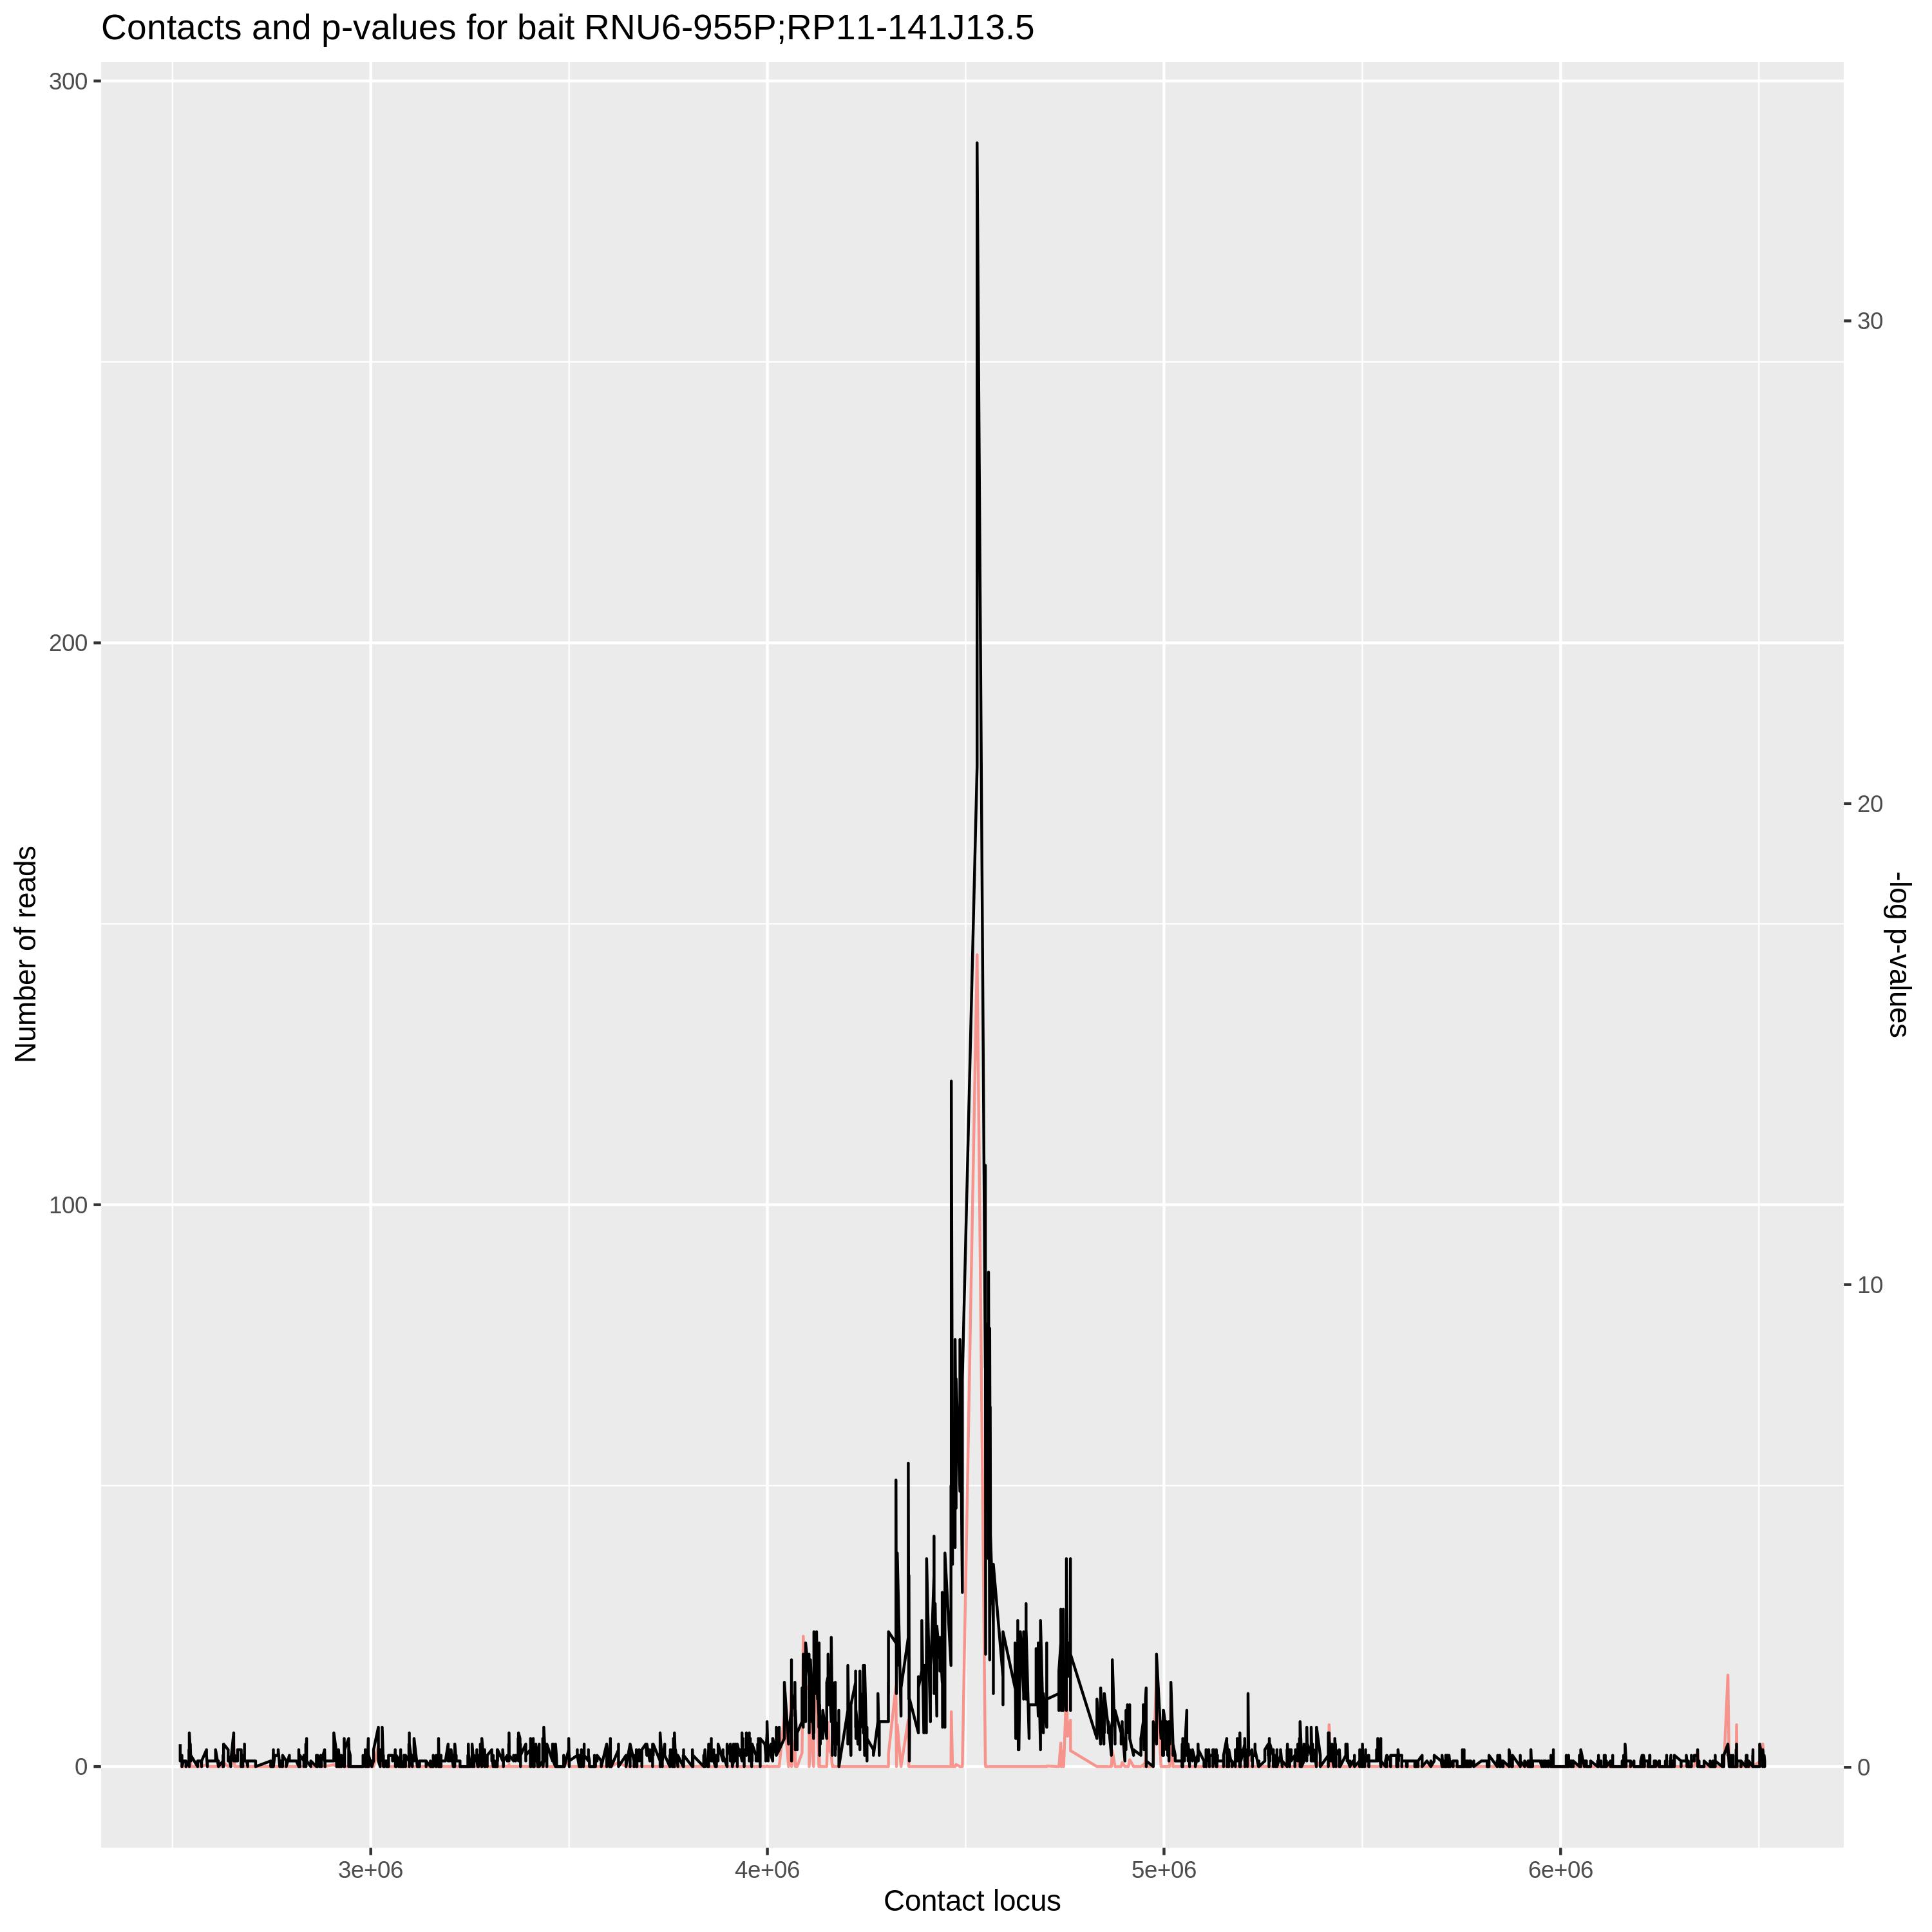 Contacts and p-values for bait RNU6-955P;RP11-141J13.5
300
200
100
0
Number of reads
30
20
10
0
-log p-values
3e+06
4e+06
5e+06
6e+06
Contact locus